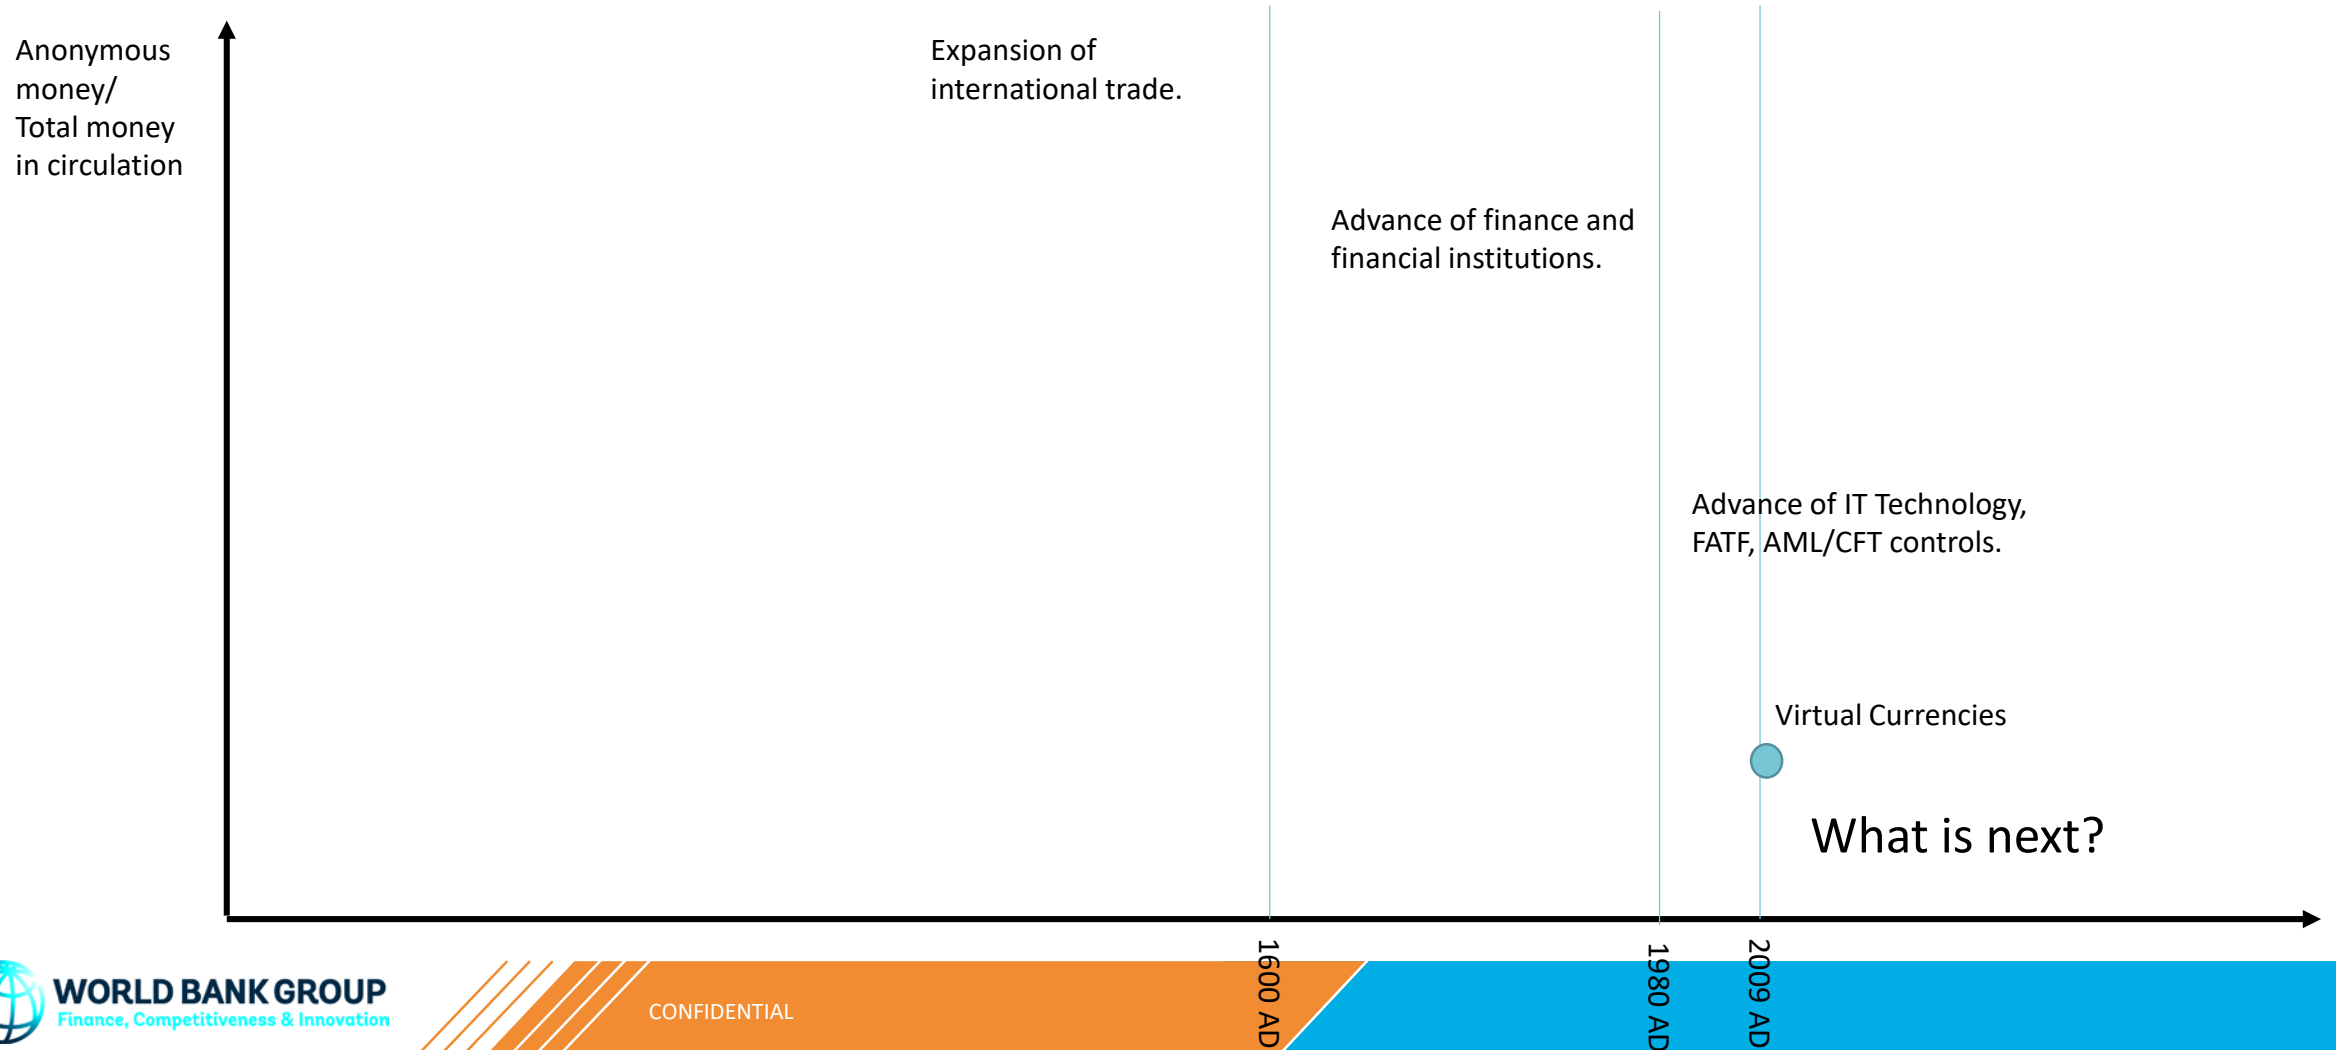 Anonymous
money/
Total money
in circulation
Expansion of
international trade.
Advance of finance and
financial institutions.
Advance of IT Technology,
FATF, AML/CFT controls.
Virtual Currencies
What is next?
1600 AD
1980 AD
2009 AD
WORLD BANK GROUP
Finance, Competitiveness & Innovation
CONFIDENTIAL